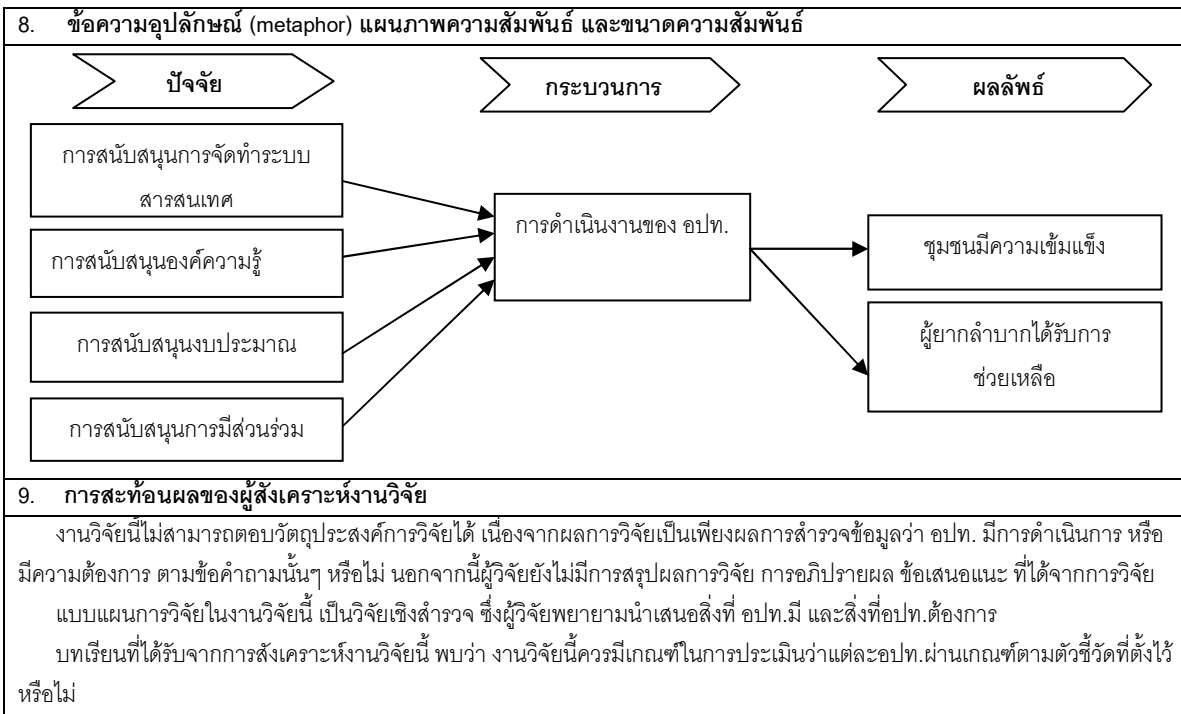 8. ข้อความอุปลักษณ์ (metaphor) แผนภาพความสัมพันธ์ และขนาดความสัมพันธ์
ปัจจัย
กระบวนการ
ผลลัพธ์
การสนับสนุนการจัดทำระบบ
สารสนเทศ
การสนับสนุนองค์ความรู้
การสนับสนุนงบประมาณ
การสนับสนุนการมีส่วนร่วม
การดำเนินงานของ อปท.
ชุมชนมีความเข้มแข็ง
ผู้ยากลำบากได้รับการ
ช่วยเหลือ
9. การสะท้อนผลของผู้สังเคราะห์งานวิจัย
งานวิจัยนี้ไม่สามารถตอบวัตถุประสงค์การวิจัยได้ เนื่องจากผลการวิจัยเป็นเพียงผลการสำรวจข้อมูลว่า อปท. มีการดำเนินการ หรือ
มีความต้องการ ตามข้อคำถามนั้นๆ หรือไม่ นอกจากนี้ผู้วิจัยยังไม่มีการสรุปผลการวิจัย การอภิปรายผล ข้อเสนอแนะ ที่ได้จากการวิจัย
แบบแผนการวิจัยในงานวิจัยนี้ เป็นวิจัยเชิงสำรวจ ซึ่งผู้วิจัยพยายามนำเสนอสิ่งที่ อปท.มี และสิ่งที่อปท.ต้องการ
บทเรียนที่ได้รับจากการสังเคราะห์งานวิจัยนี้ พบว่า งานวิจัยนี้ควรมีเกณฑ์ในการประเมินว่าแต่ละอปท.ผ่านเกณฑ์ตามตัวชี้วัดที่ตั้งไว้
หรือไม่